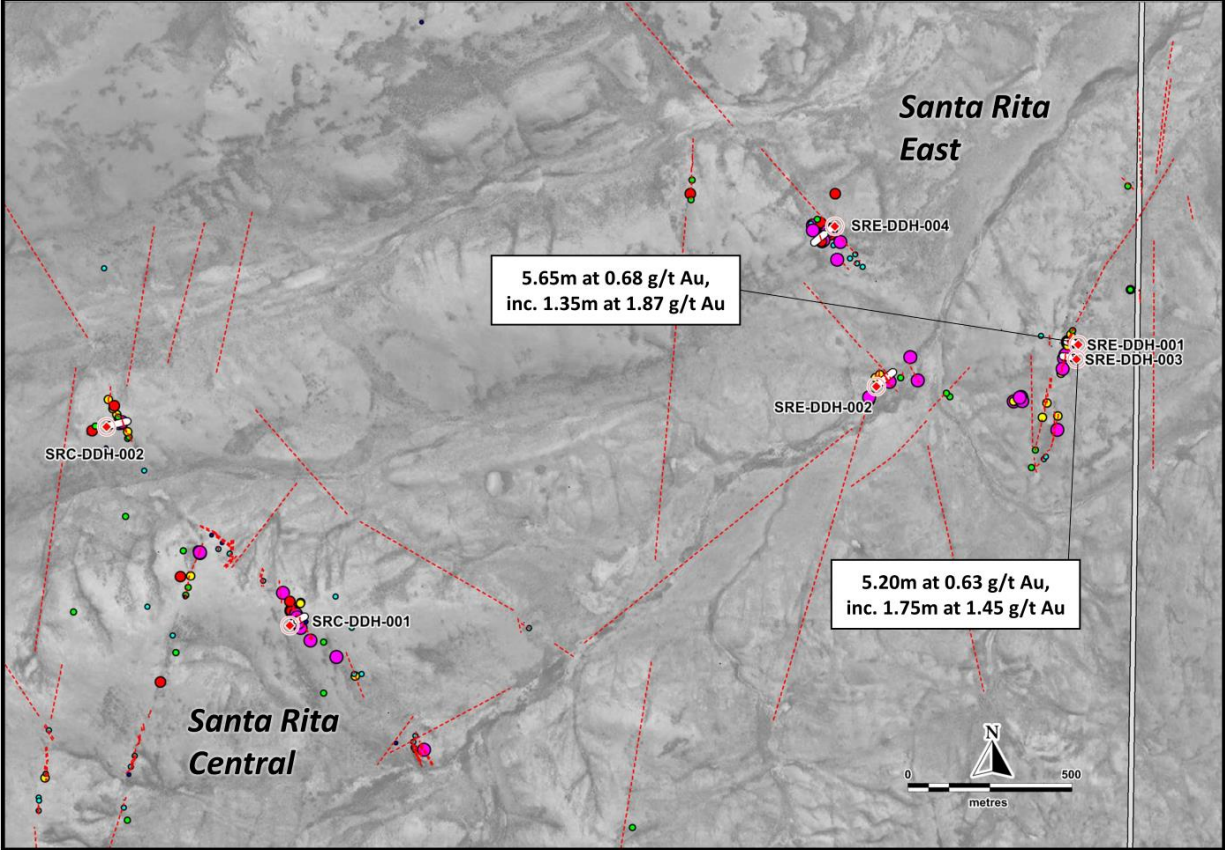 Santa Rita
East
SRE-DDH-004
5.65m at 0.68 g/t Au,
inc. 1.35m at 1.87 g/t Au
SRE-DDH-001
SRE-DDH-003
SRE-DDH-002
SRC-DDH-002
5.20m at 0.63 g/t Au,
inc. 1.75m at 1.45 g/t Au
SRC-DDH-001
Santa Rita
Central
N
0 500
metres